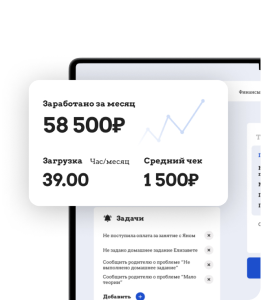 Заработано за месяц
58 500₽
Загрузка Час/месяц
39.00
Средний чек
1 500₽
Задачи
Не поступила оплата за занятие с Яном
Не задано домашнее задание Елизавете
Сообщить родителю о проблеме "Не
выполнено домашнее задание"
Сообщить родителю о проблеме "Мало
теории"
Добавить